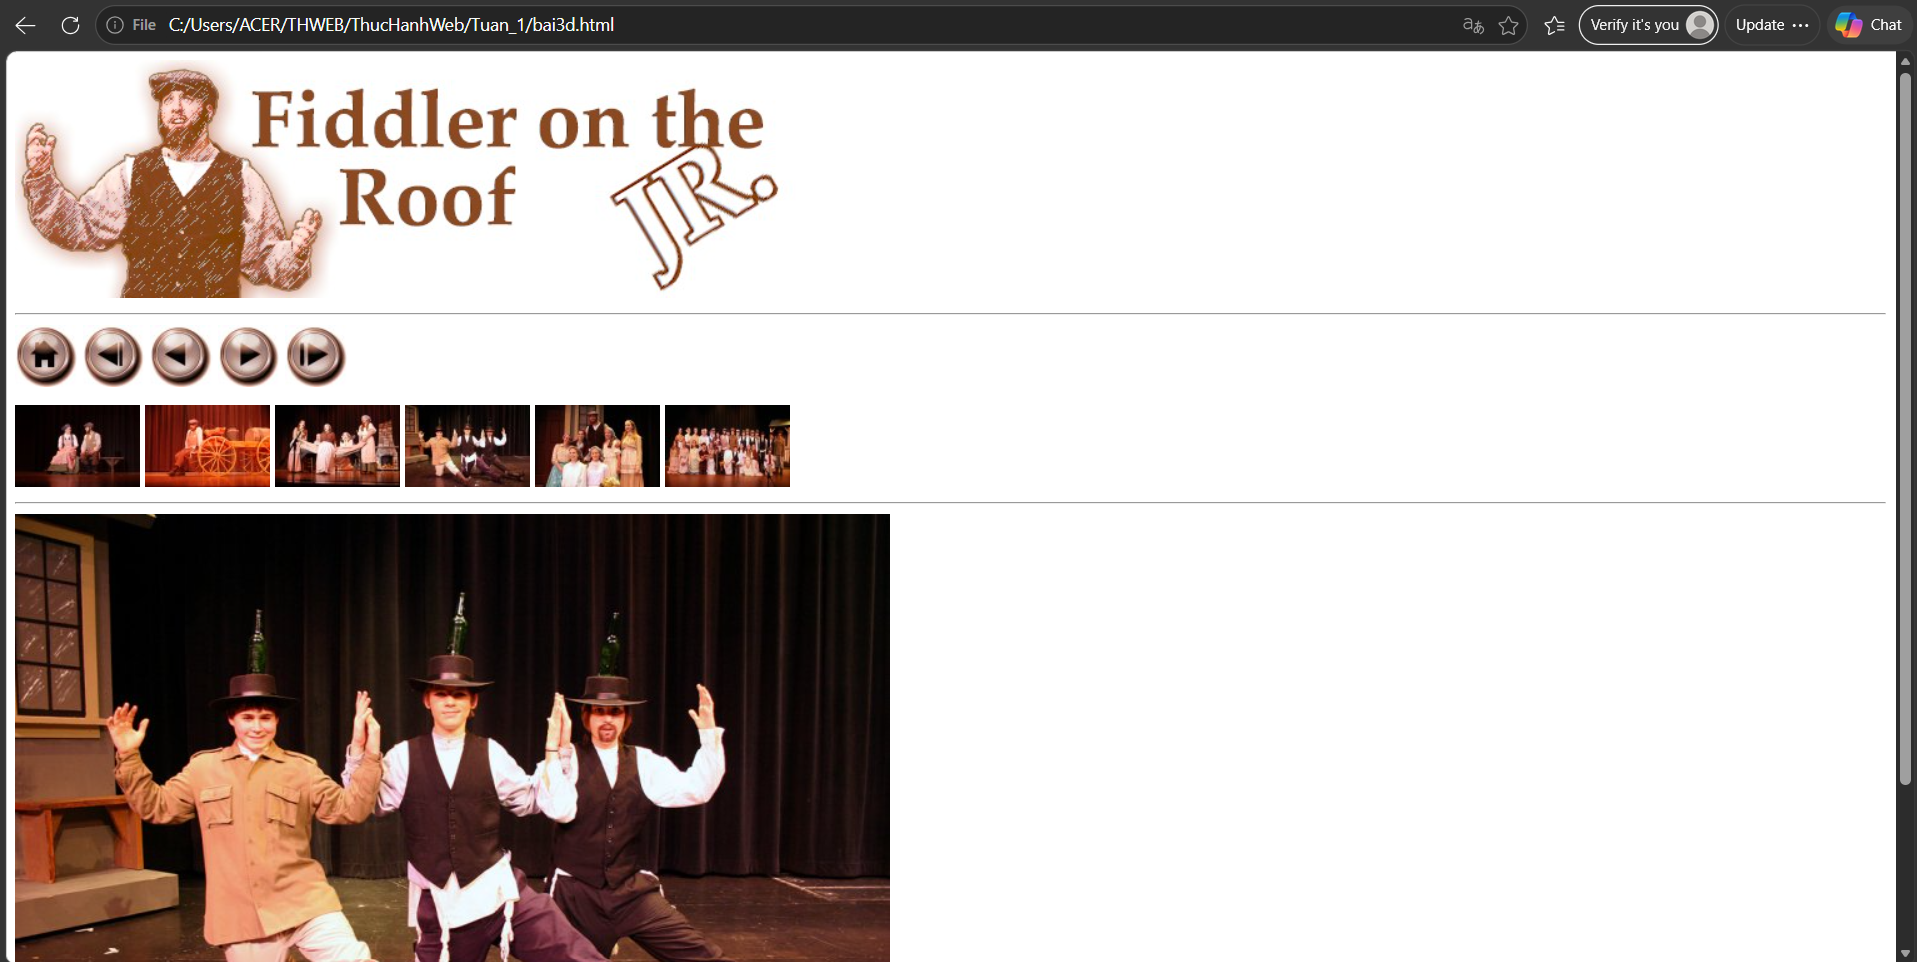 File C:/Users/ACER/THWEB/ThucHanhWeb/Tuan_1/bai3d.html
Verify it's you
Update
Chat
Fiddler on the
Roof
JR.